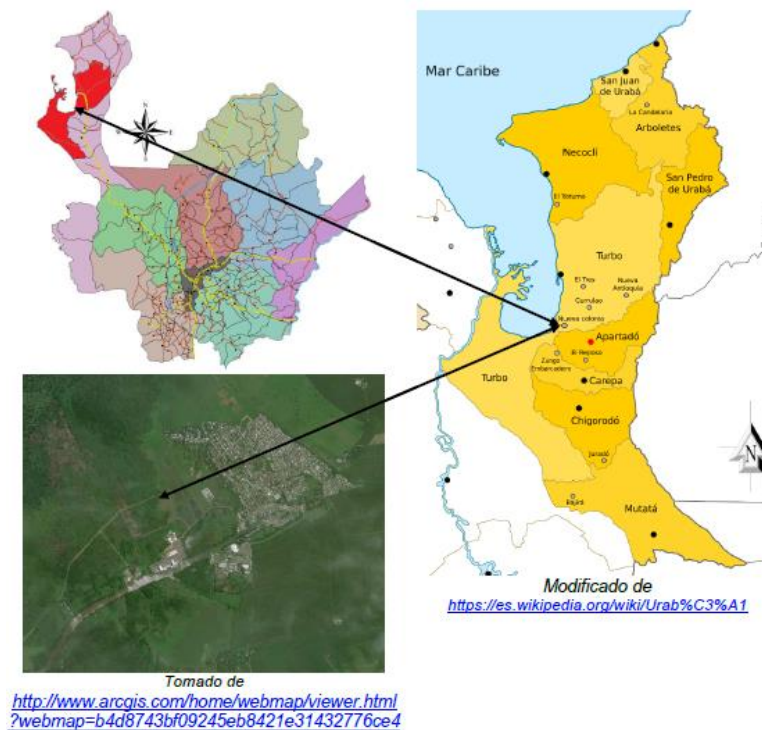 Mar Caribe
San Juan
de Urabá
La Candelaria
Arboletes
Necoclí
San Pedro
de Urabá
El Totumo
Turbo
El Tres
Nueva
Antioquia
Currulao
Nueva colonia
Apartadó
Zungo
Embarcadero
El Reposo
Turbo
Carepa
Chigorodó
N
Jurado
Bajirá
Mutatá
Modificado de
https://es.wikipedia.org/wiki/Urab%C3%A1
Tomado de
http://www.arcgis.com/home/webmap/viewer.html
?webmap=b4d8743bf09245eb8421e31432776ce4